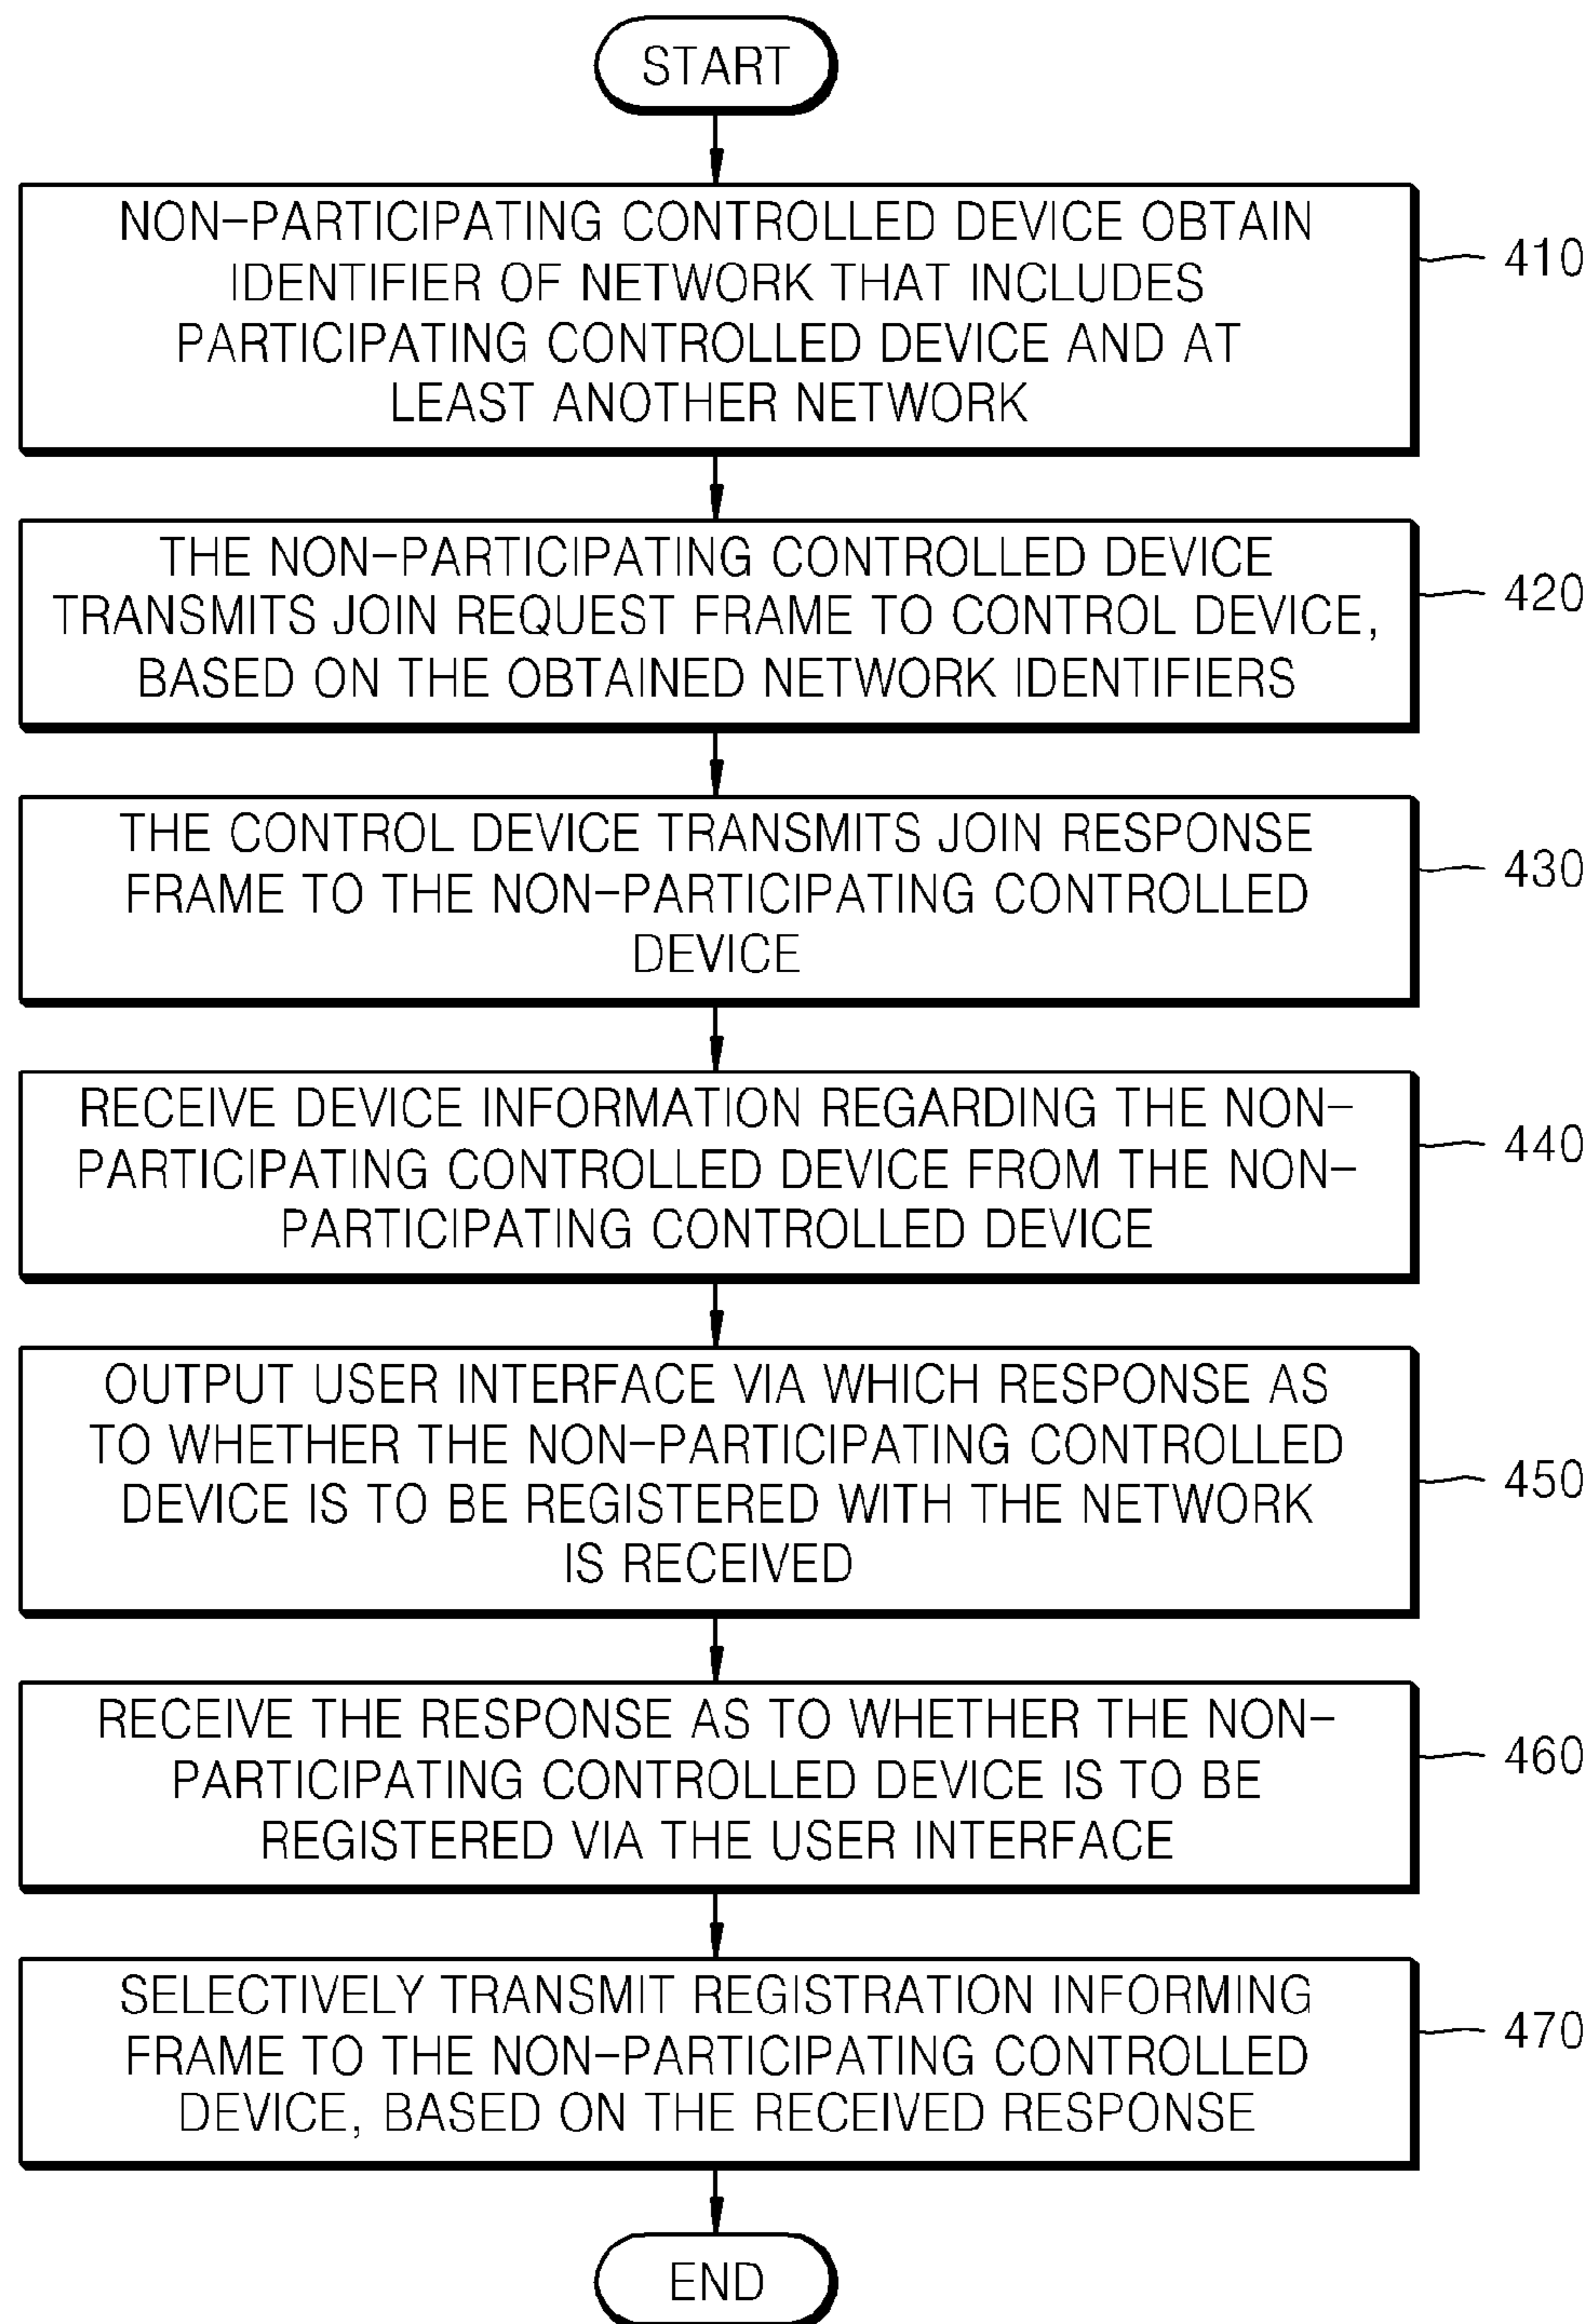 START
NON-PARTICIPATING CONTROLLED DEVICE OBTAIN
IDENTIFIER OF NETWORK THAT INCLUDES
PARTICIPATING CONTROLLED DEVICE AND AT
LEAST ANOTHER NETWORK
410
THE NON-PARTICIPATING CONTROLLED DEVICE
TRANSMITS JOIN REQUEST FRAME TO CONTROL DEVICE,
BASED ON THE OBTAINED NETWORK IDENTIFIERS
420
THE CONTROL DEVICE TRANSMITS JOIN RESPONSE
FRAME TO THE NON-PARTICIPATING CONTROLLED
DEVICE
430
RECEIVE DEVICE INFORMATION REGARDING THE NON-
PARTICIPATING CONTROLLED DEVICE FROM THE NON-
PARTICIPATING CONTROLLED DEVICE
440
OUTPUT USER INTERFACE VIA WHICH RESPONSE AS
TO WHETHER THE NON-PARTICIPATING CONTROLLED
DEVICE IS TO BE REGISTERED WITH THE NETWORK
IS RECEIVED
450
RECEIVE THE RESPONSE AS TO WHETHER THE NON-
PARTICIPATING CONTROLLED DEVICE IS TO BE
REGISTERED VIA THE USER INTERFACE
460
SELECTIVELY TRANSMIT REGISTRATION INFORMING
FRAME TO THE NON-PARTICIPATING CONTROLLED
DEVICE, BASED ON THE RECEIVED RESPONSE
470
END